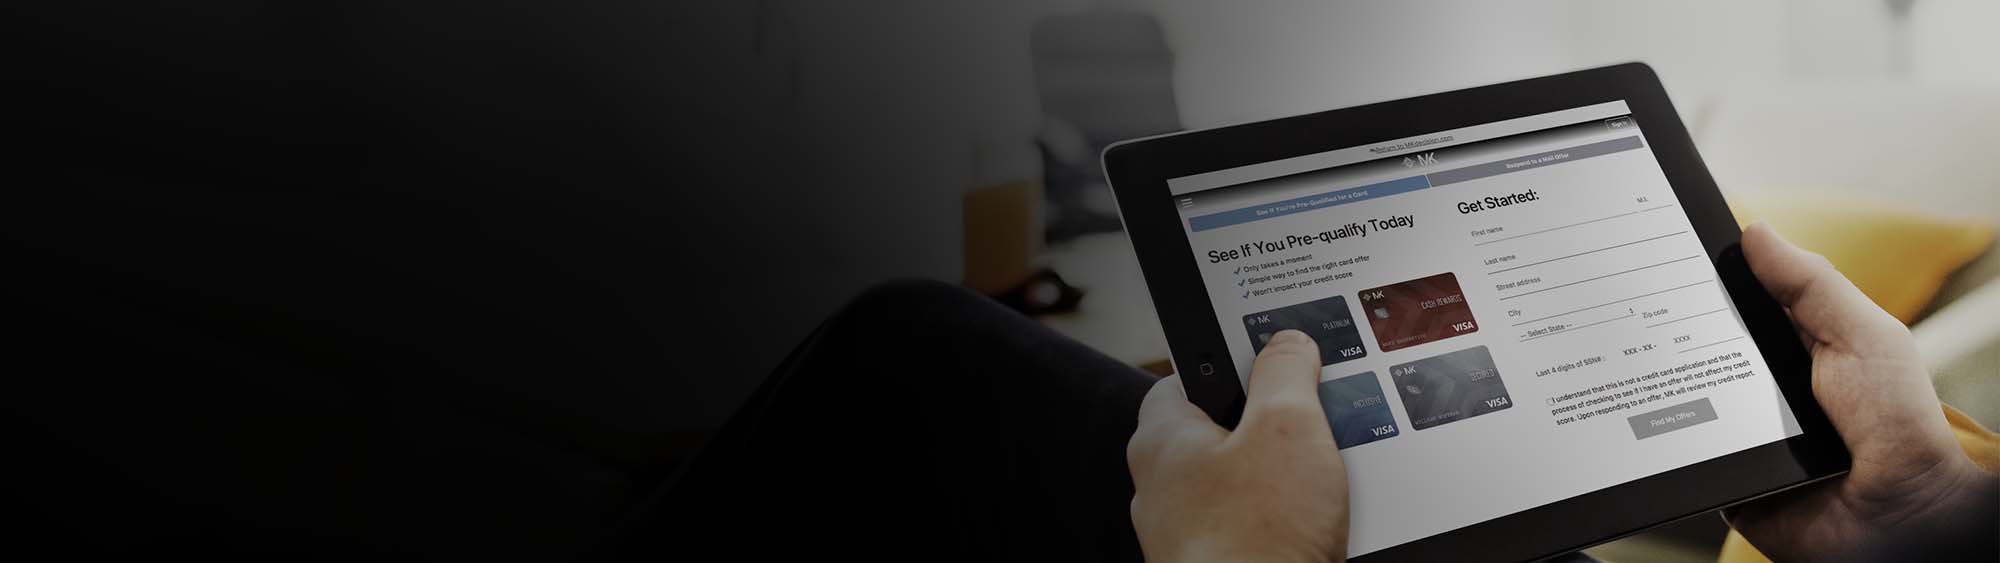 Return to MKdecision.com
Sign In
MK
See If You're Pre-Qualified for a Card
Respond to a Mail Offer
See If You Pre-qualify Today
Only takes a moment
Simple way to find the right card offer
Won't impact your credit score
MK
PLATINUM
VISA
MK
CASH REWARDS
VISA
INCLUSIVE
VISA
MK
SECURED
VISA
Get Started:
First name
M.I.
Last name
Street address
City
-- Select State --
Zip code
Last 4 digits of SSN# :
XXX - XX -
XXXX
I understand that this is not a credit card application and that the
process of checking to see if I have an offer will not affect my credit
score. Upon responding to an offer, MK will review my credit report.
Find My Offers